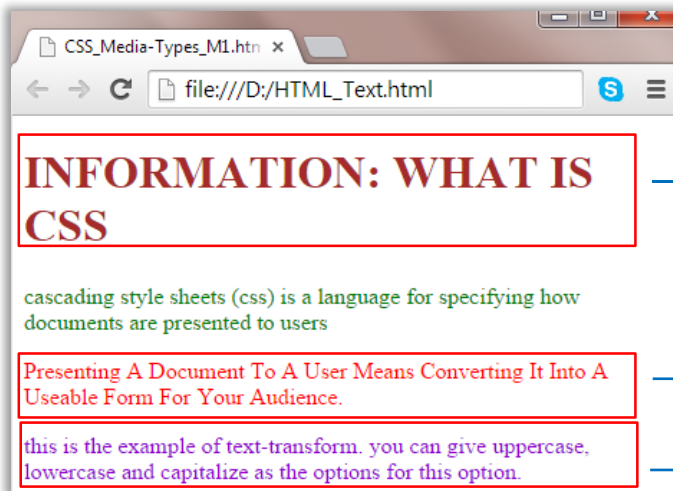 CSS_Media-Types_M1.htn
file:///D:/HTML_Text.html
INFORMATION: WHAT IS
CSS
cascading style sheets (css) is a language for specifying how
documents are presented to users
Presenting A Document To A User Means Converting It Into A
Useable Form For Your Audience.
this is the example of text-transform. you can give uppercase,
lowercase and capitalize as the options for this option.